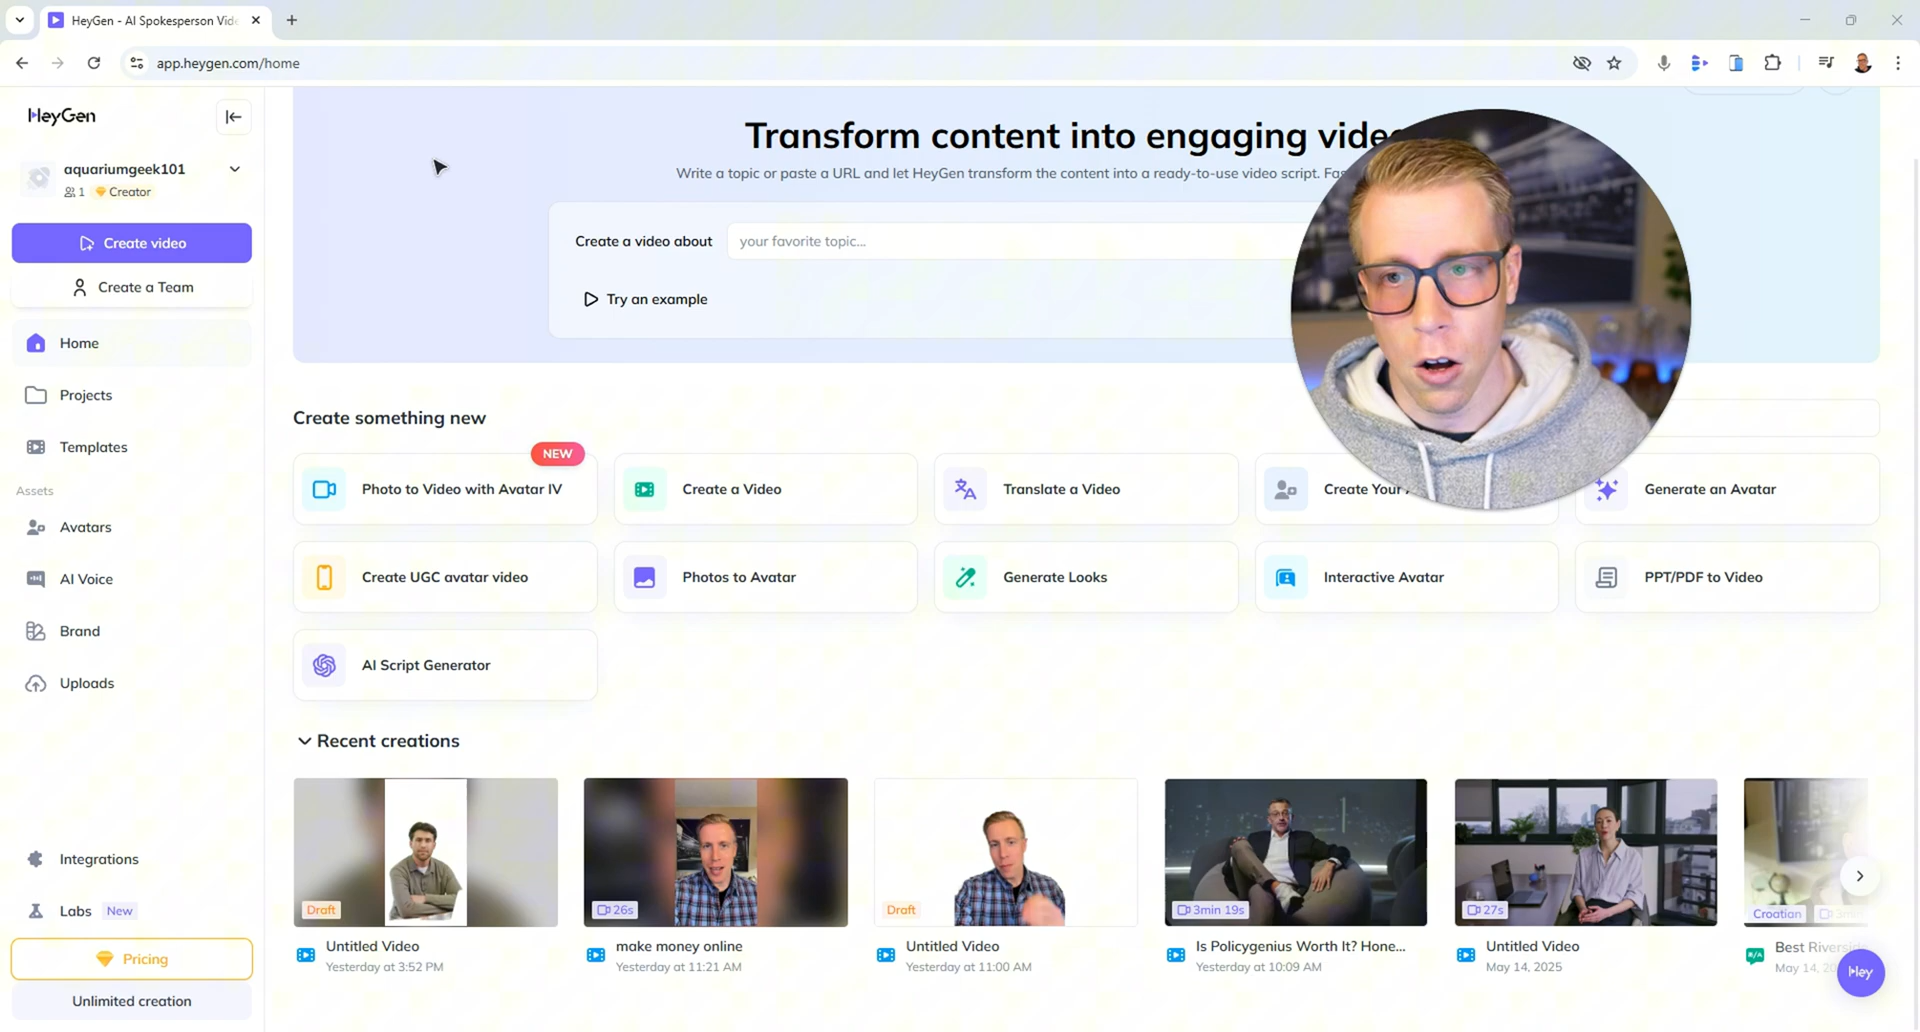 HeyGen - AI Spokesperson Vide
app.heygen.com/home
HeyGen
aquariumgeek101
1 Creator
Create video
Create a Team
Home
Projects
Templates
Assets
Avatars
AI Voice
Brand
Uploads
Integrations
Labs New
Pricing
Unlimited creation
Transform content into engaging vide
Write a topic or paste a URL and let HeyGen transform the content into a ready-to-use video script. Fas
Create a video about your favorite topic...
Try an example
Create something new
NEW
Photo to Video with Avatar IV
Create a Video
Translate a Video
Create Your
Generate an Avatar
Create UGC avatar video
Photos to Avatar
Generate Looks
Interactive Avatar
PPT/PDF to Video
AI Script Generator
Recent creations
Draft
26s
Draft
3min 19s
27s
Croatian 3min
Untitled Video
Yesterday at 3:52 PM
make money online
Yesterday at 11:21 AM
Untitled Video
Yesterday at 11:00 AM
Is Policygenius Worth It? Hone...
Yesterday at 10:09 AM
Untitled Video
May 14, 2025
Best Riversid
May 14, 20
Hey